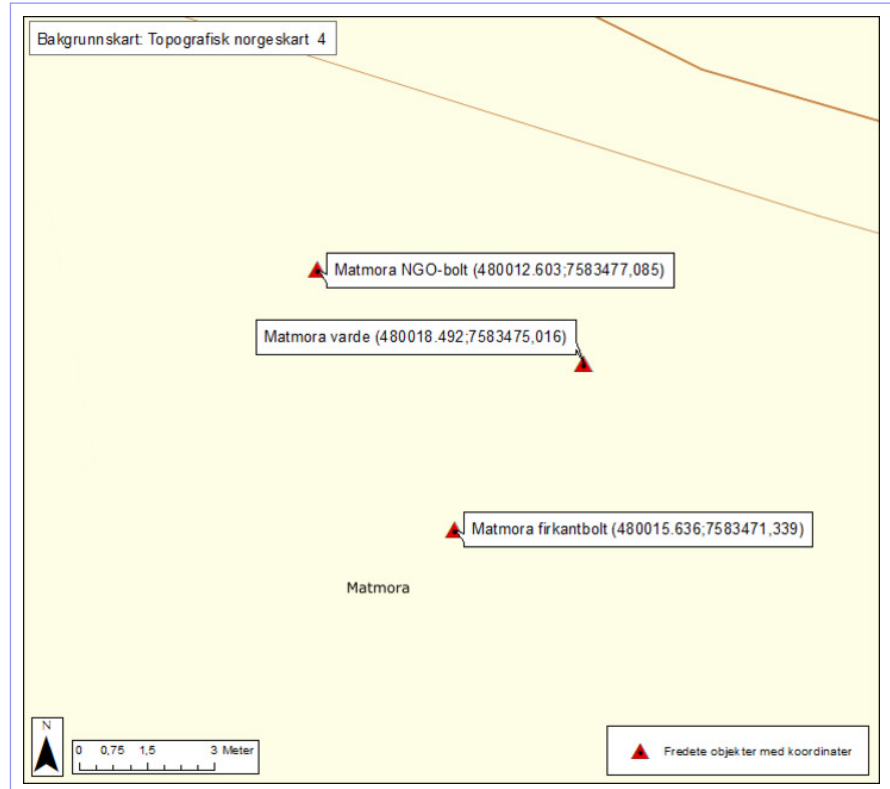 Bakgrunnskart: Topografisk norgeskart 4
Matmora NGO-bolt (480012.603;7583477,085)
Matmora varde (480018.492;7583475,016)
Matmora firkantbolt (480015.636;7583471,339)
Matmora
N
0 0,75 1,5 3 Meter
Fredete objekter med koordinater